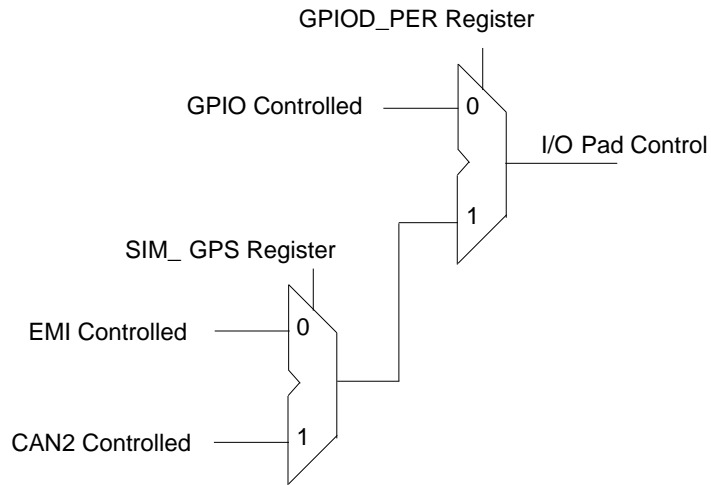 GPIOD_PER Register
GPIO Controlled
0
I/O Pad Control
1
SIM_ GPS Register
EMI Controlled
0
CAN2 Controlled
1